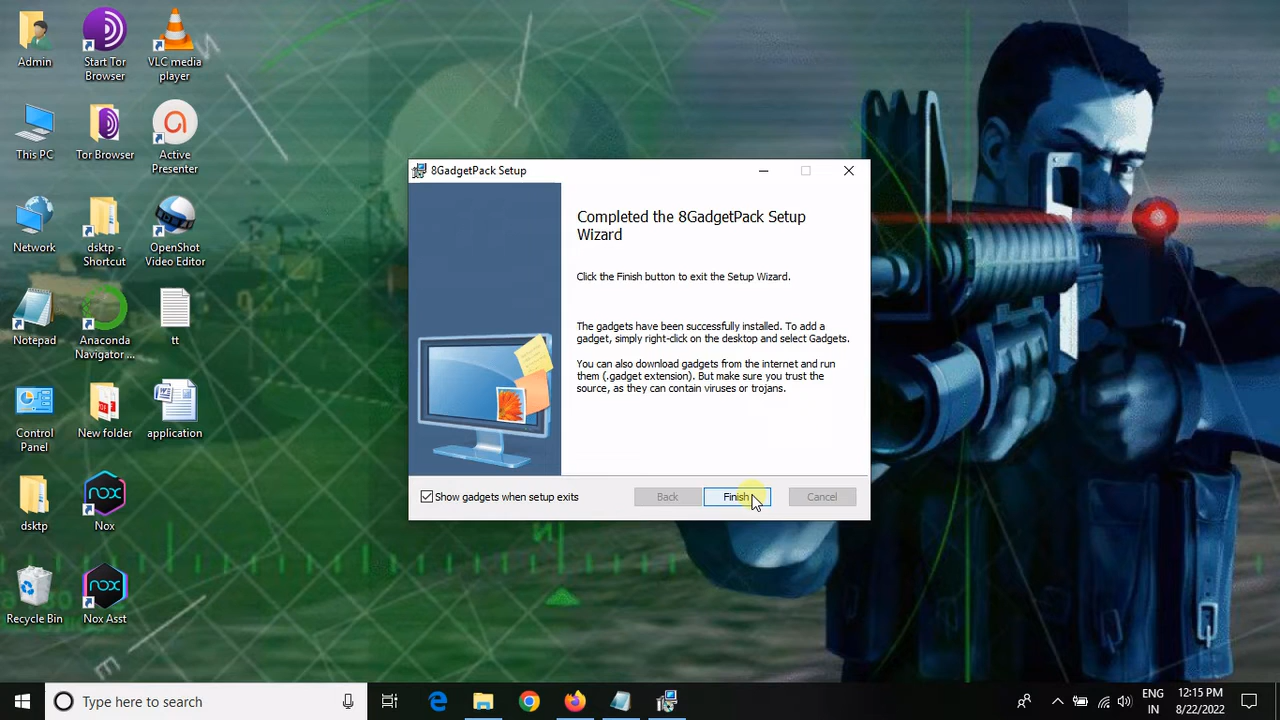 Admin
Start Tor
Browser
VLC media
player
This PC
Tor Browser
Active
Presenter
Network
dsktp -
Shortcut
OpenShot
Video Editor
Notepad
Anaconda
Navigator ...
tt
Control
Panel
New folder
application
dsktp
Nox
Recycle Bin
Nox Asst
8GadgetPack Setup
Completed the 8GadgetPack Setup
Wizard
Click the Finish button to exit the Setup Wizard.
The gadgets have been successfully installed. To add a
gadget, simply right-click on the desktop and select Gadgets.
You can also download gadgets from the internet and run
them (.gadget extension). But make sure you trust the
source, as they can contain viruses or trojans.
Show gadgets when setup exits
Back
Finish
Cancel
Type here to search
ENG
IN
12:15 PM
8/22/2022